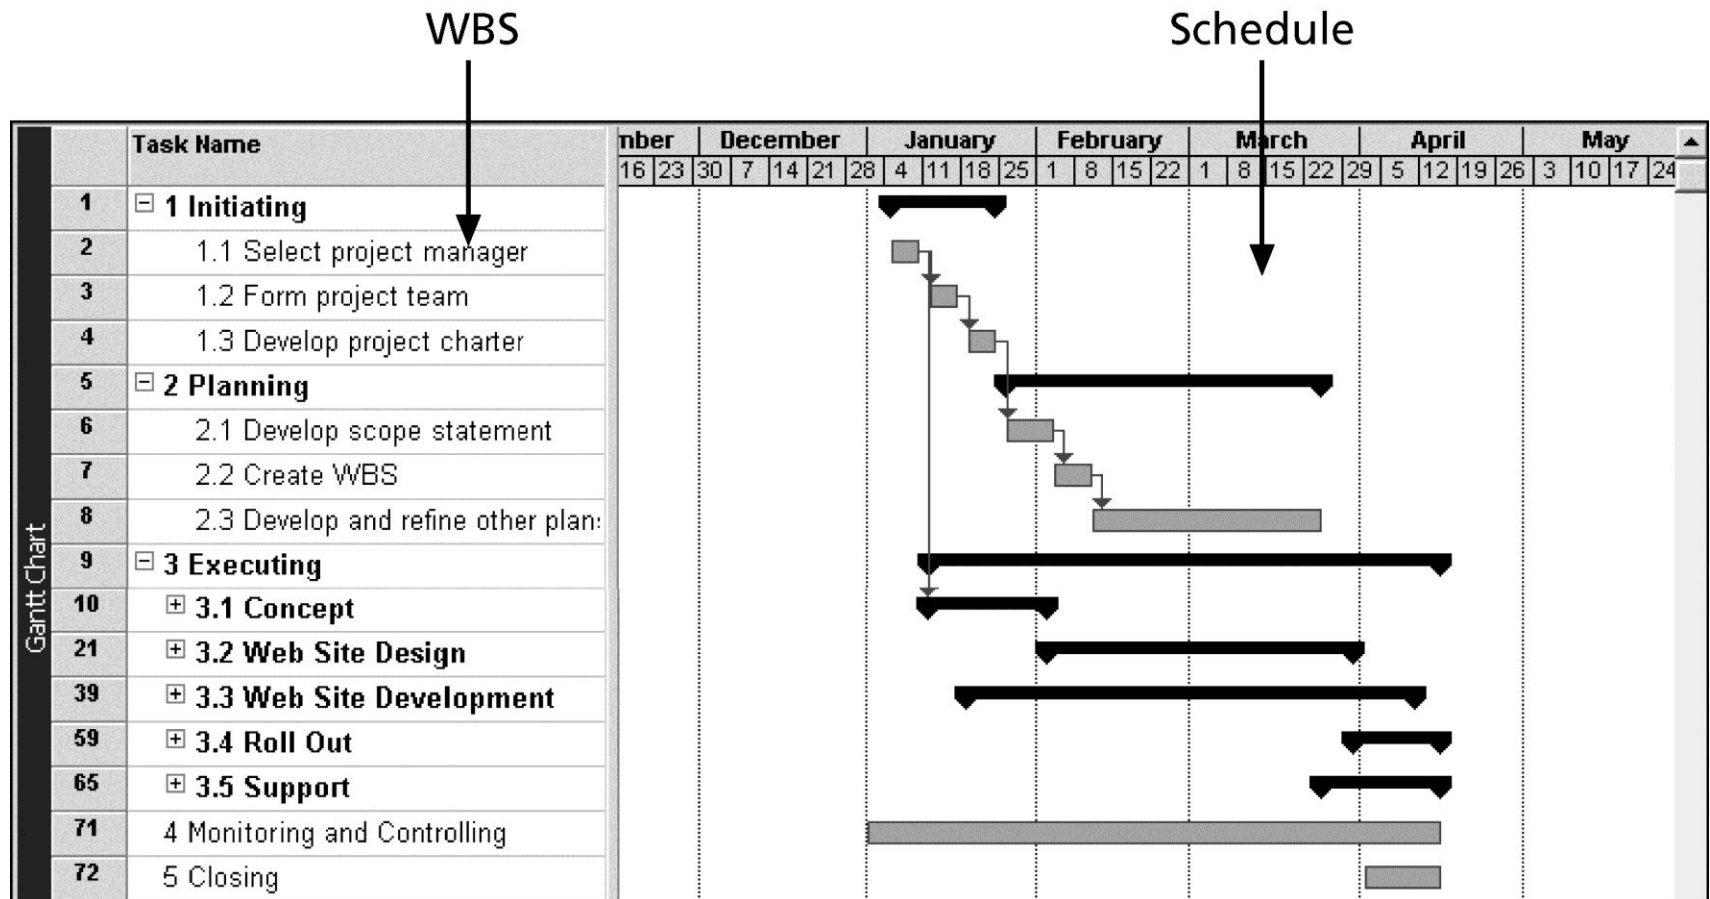 WBS Schedule
Task Name
mber December January February March April May
16 23 30 7 14 21 28 4 11 18 25 1 8 15 22 1 8 15 22 29 5 12 19 26 3 10 17 24
1 1 Initiating
2 1.1 Select project manager
3 1.2 Form project team
4 1.3 Develop project charter
5 2 Planning
6 2.1 Develop scope statement
7 2.2 Create WBS
8 2.3 Develop and refine other plan
9 3 Executing
10 3.1 Concept
21 3.2 Web Site Design
39 3.3 Web Site Development
59 3.4 Roll Out
65 3.5 Support
71 4 Monitoring and Controlling
72 5 Closing
Gantt Chart